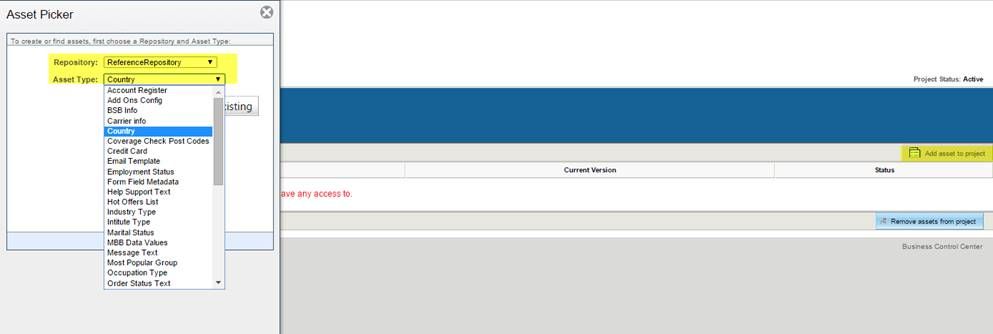 Asset Picker
To create or find assets, first choose a Repository and Asset Type:
Repository: ReferenceRepository
Asset Type: Country
Account Register
Add Ons Config
BSB Info
Carrier info
Country
Coverage Check Post Codes
Credit Card
Email Template
Employment Status
Form Field Metadata
Help Support Text
Hot Offers List
Industry Type
Intitute Type
Marital Status
MBB Data Values
Message Text
Most Popular Group
Occupation Type
Order Status Text
xisting
Project Status: Active
Add asset to project
Current Version Status
ave any access to.
Remove assets from project
Business Control Center